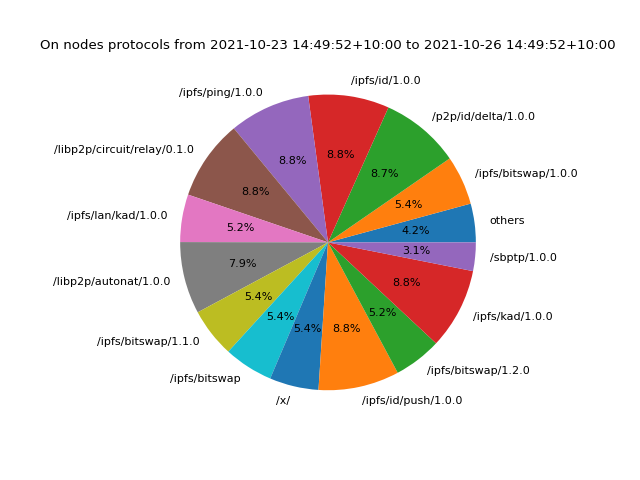 On nodes protocols from 2021-10-23 14:49:52+10:00 to 2021-10-26 14:49:52+10:00
/ipfs/id/1.0.0
/ipfs/ping/1.0.0
/p2p/id/delta/1.0.0
/libp2p/circuit/relay/0.1.0
/ipfs/bitswap/1.0.0
/ipfs/lan/kad/1.0.0
others
/sbptp/1.0.0
/libp2p/autonat/1.0.0
/ipfs/kad/1.0.0
/ipfs/bitswap/1.1.0
/ipfs/bitswap/1.2.0
/ipfs/bitswap
/x/
/ipfs/id/push/1.0.0
8.8%
8.8%
8.7%
8.8%
5.4%
5.2%
4.2%
3.1%
7.9%
8.8%
5.4%
5.2%
5.4%
5.4%
8.8%